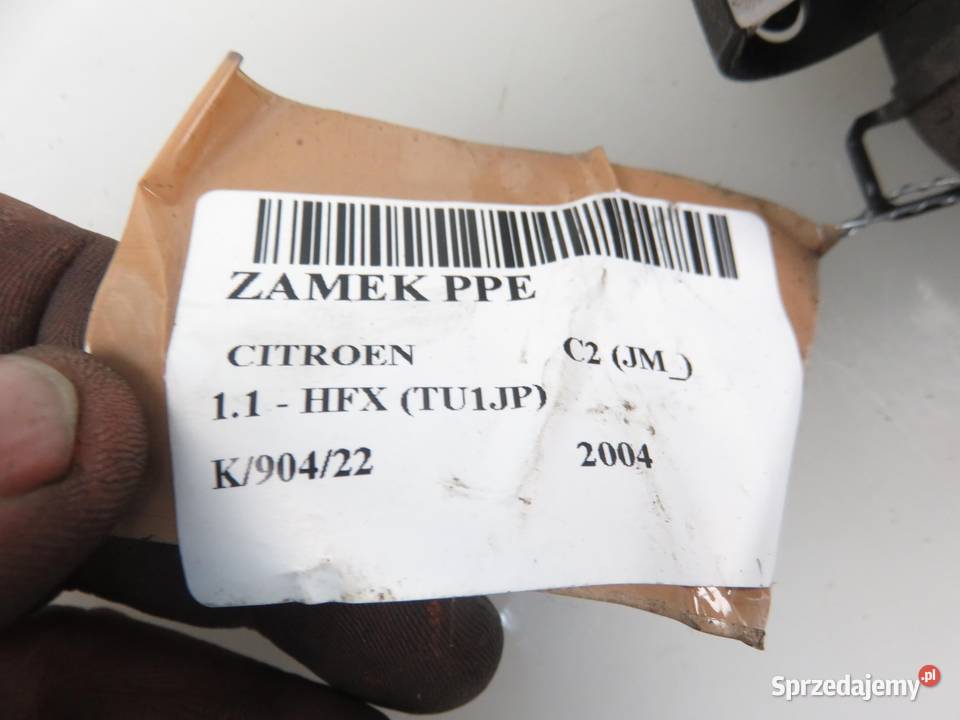 ZAMEK PPE
CITROEN C2 (JM_)
1.1 - HFX (TU1JP)
K/904/22 2004
Sprzedajemy.pl